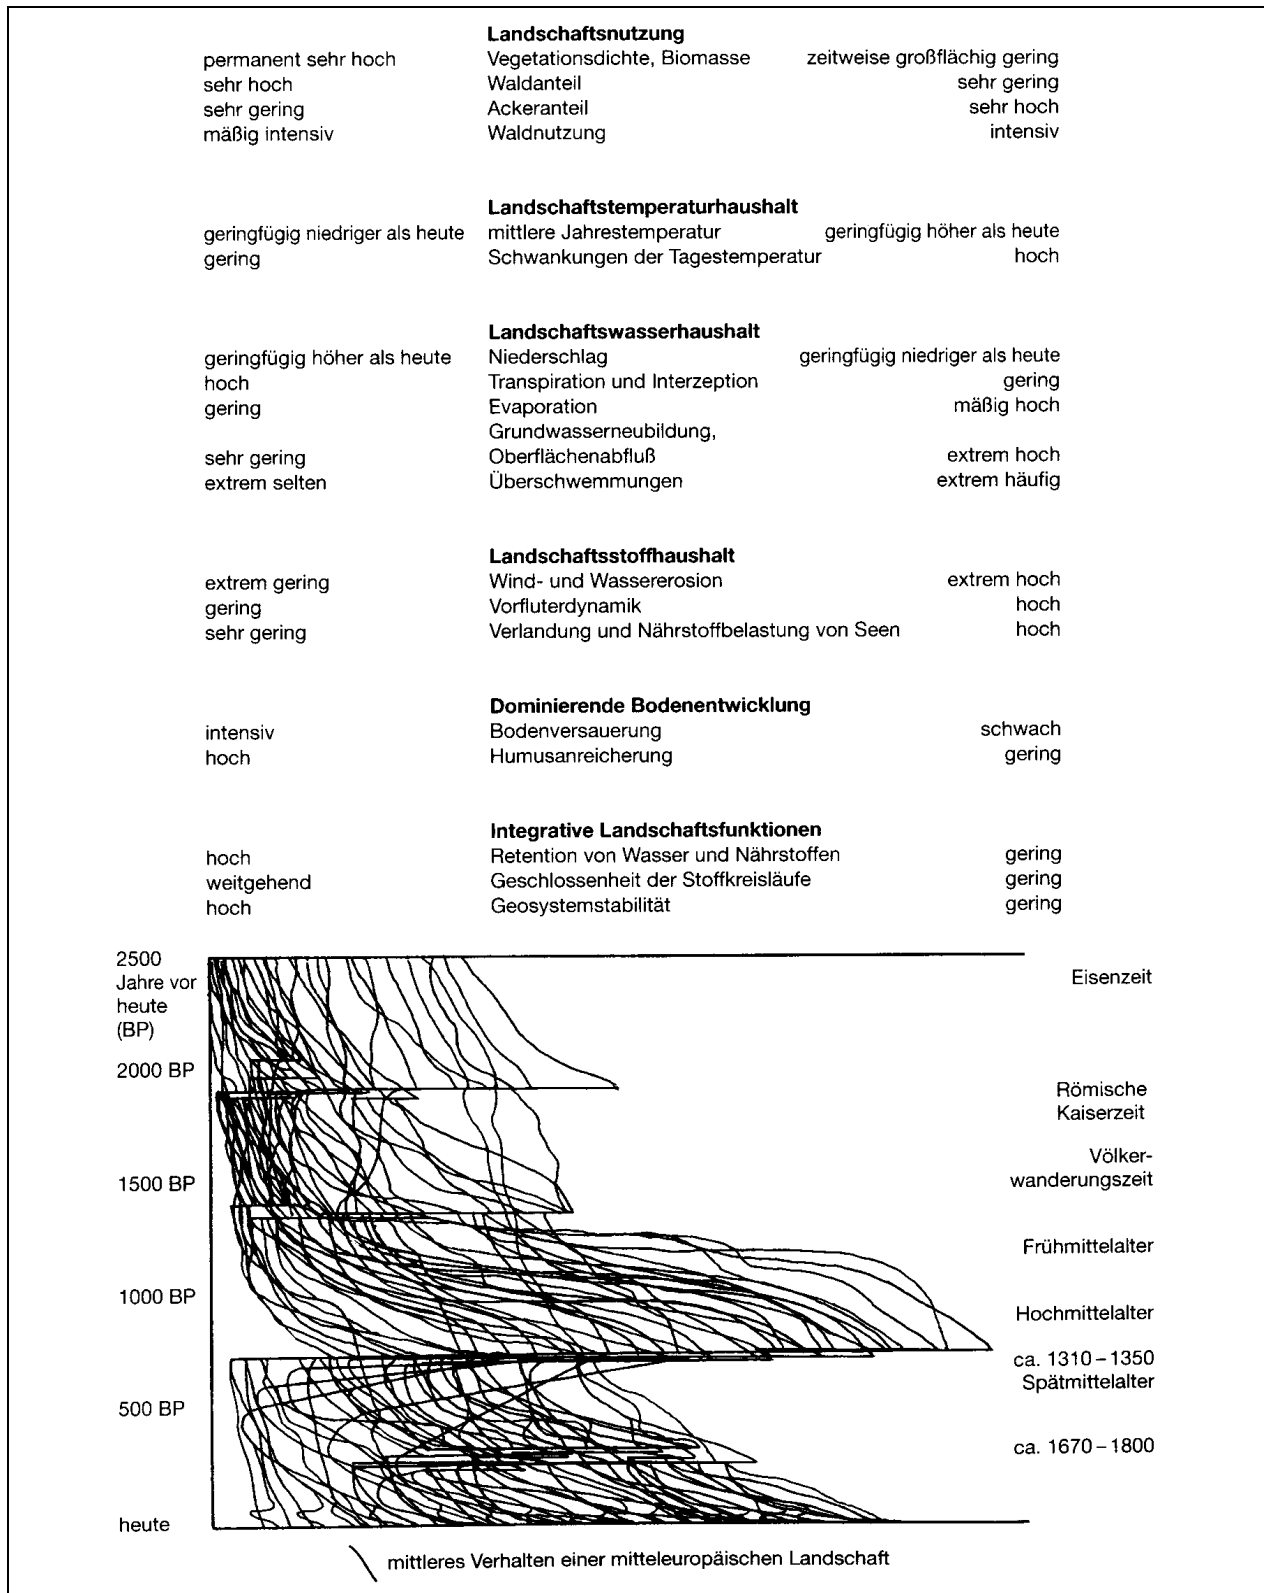 Landschaftsnutzung
permanent sehr hoch Vegetationsdichte, Biomasse zeitweise großflächig gering
sehr hoch Waldanteil sehr gering
sehr gering Ackeranteil sehr hoch
mäßig intensiv Waldnutzung intensiv
Landschaftstemperaturhaushalt
geringfügig niedriger als heute mittlere Jahrestemperatur geringfügig höher als heute
gering Schwankungen der Tagestemperatur hoch
Landschaftswasserhaushalt
geringfügig höher als heute Niederschlag geringfügig niedriger als heute
hoch Transpiration und Interzeption gering
gering Evaporation mäßig hoch
Grundwasserneubildung,
sehr gering Oberflächenabfluß extrem hoch
extrem selten Überschwemmungen extrem häufig
Landschaftsstoffhaushalt
extrem gering Wind- und Wassererosion extrem hoch
gering Vorfluterdynamik hoch
sehr gering Verlandung und Nährstoffbelastung von Seen hoch
Dominierende Bodenentwicklung
intensiv Bodenversauerung schwach
hoch Humusanreicherung gering
Integrative Landschaftsfunktionen
hoch Retention von Wasser und Nährstoffen gering
weitgehend Geschlossenheit der Stoffkreisläufe gering
hoch Geosystemstabilität gering
2500
Jahre vor
heute
(BP)
Eisenzeit
2000 BP
Römische
Kaiserzeit
Völker-
wanderungszeit
1500 BP
Frühmittelalter
1000 BP
Hochmittelalter
ca. 1310–1350
Spätmittelalter
500 BP
ca. 1670–1800
heute
mittleres Verhalten einer mitteleuropäischen Landschaft